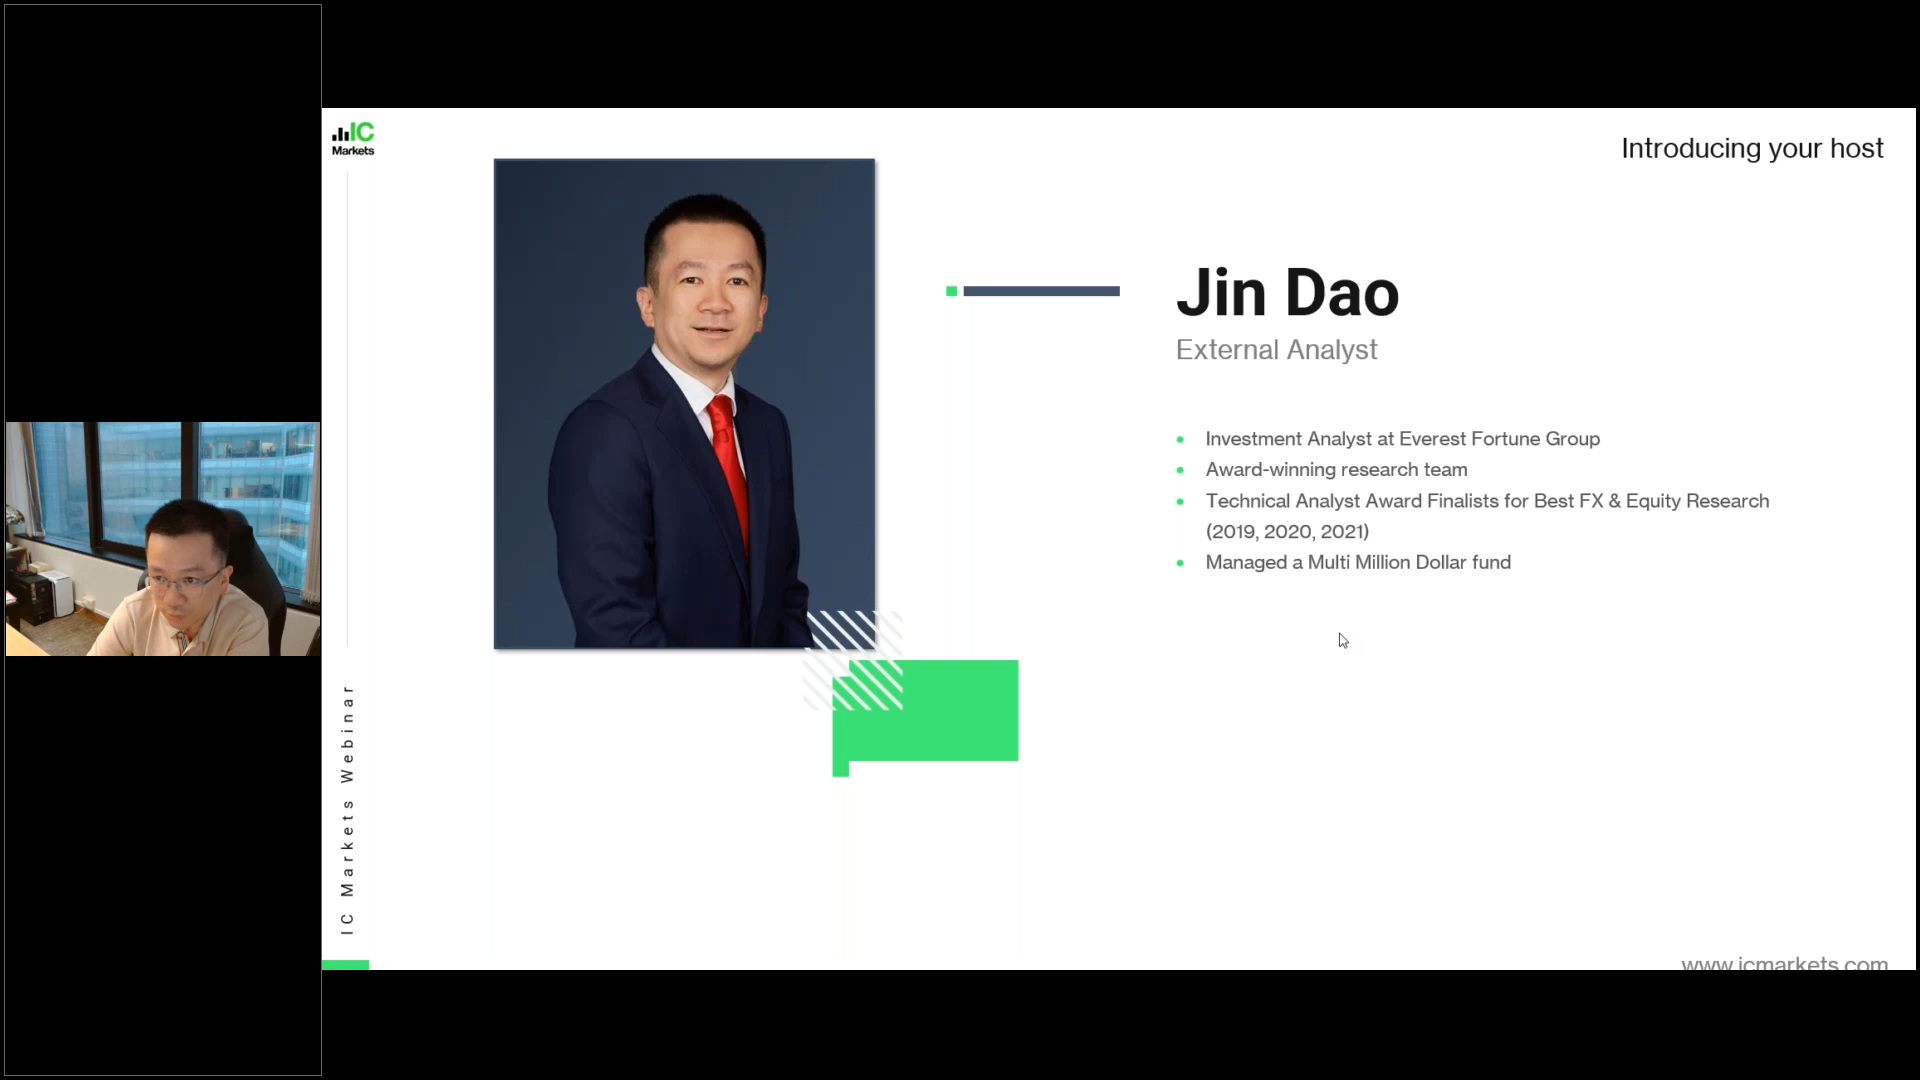 IC
Markets
Introducing your host
Jin Dao
External Analyst
Investment Analyst at Everest Fortune Group
Award-winning research team
Technical Analyst Award Finalists for Best FX & Equity Research
(2019, 2020, 2021)
Managed a Multi Million Dollar fund
IC Markets Webinar
www.icmarkets.com